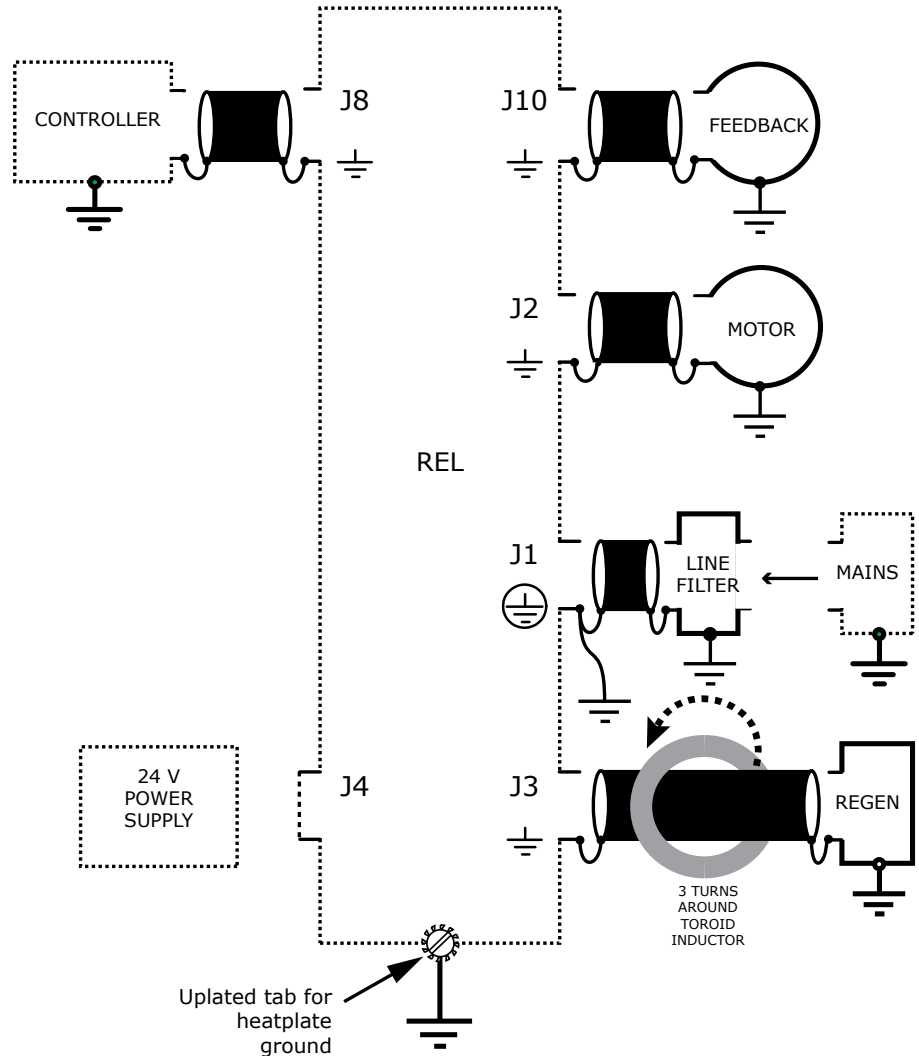 J8
J10
CONTROLLER
FEEDBACK
J2
MOTOR
REL
J1
LINE
FILTER
MAINS
24 V
POWER
SUPPLY
J4
J3
REGEN
3 TURNS
AROUND
TOROID
INDUCTOR
Uplated tab for
heatplate
ground